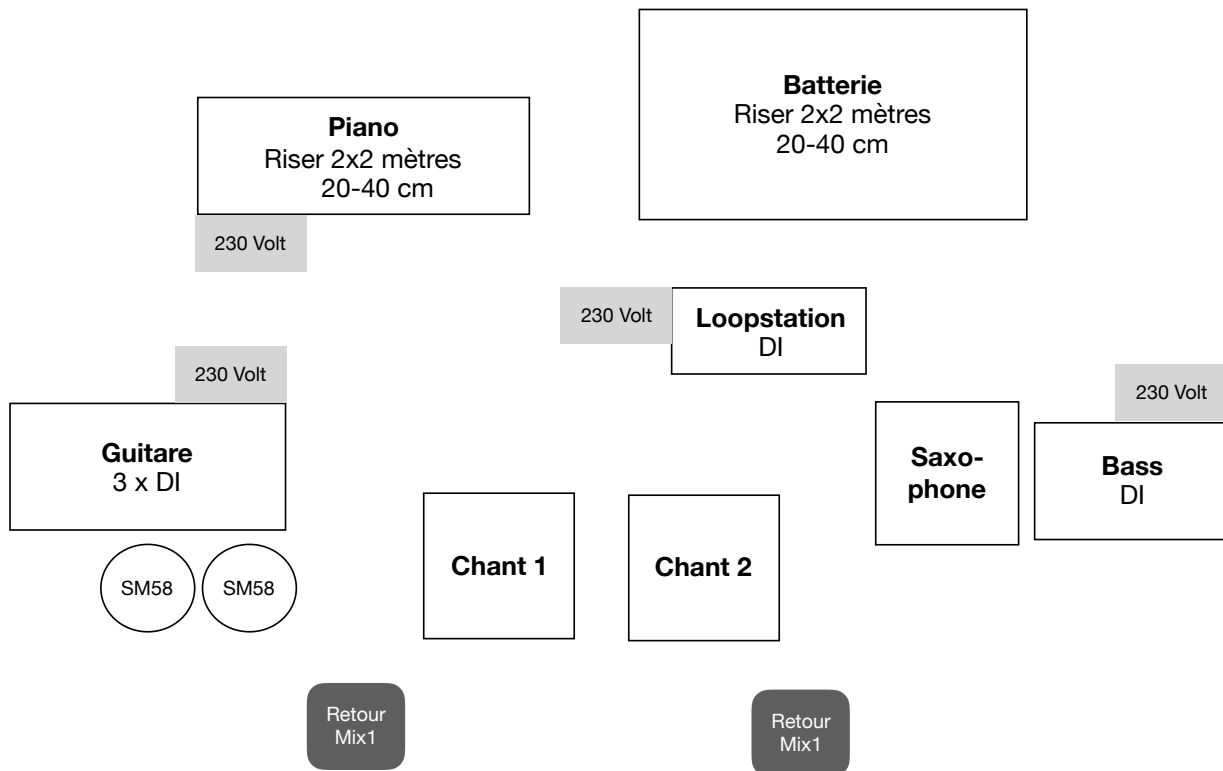 Batterie
Riser 2x2 mètres
20-40 cm
Piano
Riser 2x2 mètres
20-40 cm
230 Volt
230 Volt
Loopstation
DI
230 Volt
230 Volt
Guitare
3 x DI
Saxo-
phone
Bass
DI
Chant 1
Chant 2
SM58
SM58
Retour
Mix1
Retour
Mix1